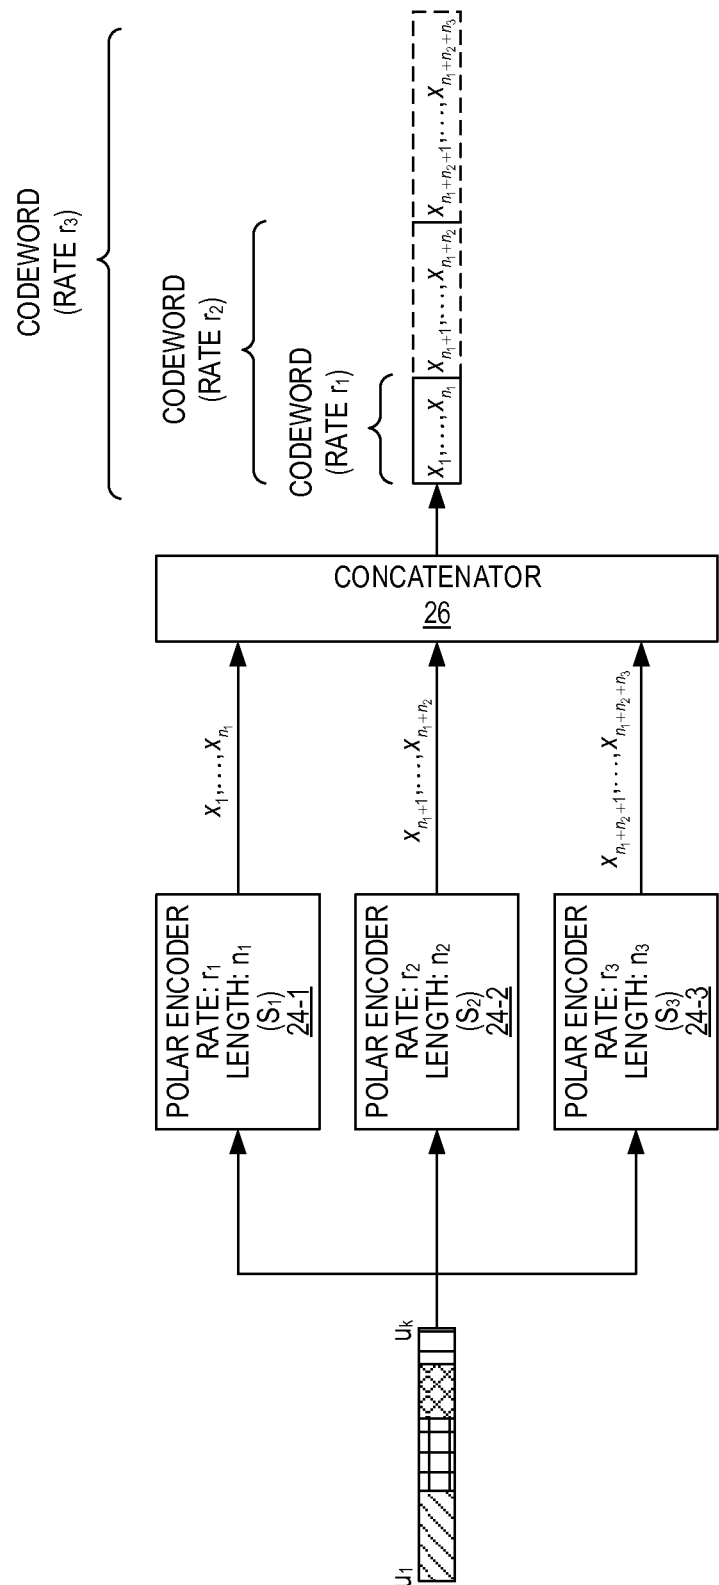 CODEWORD
(RATE r₃)
CODEWORD
(RATE r₂)
CODEWORD
(RATE r₁)
x₁,...,xₙ₁
xₙ₁₊₁,...,xₙ₁₊ₙ₂
xₙ₁₊ₙ₂₊₁,...,xₙ₁₊ₙ₂₊ₙ₃
CONCATENATOR
26
x₁,...,xₙ₁
xₙ₁₊₁,...,xₙ₁₊ₙ₂
xₙ₁₊ₙ₂₊₁,...,xₙ₁₊ₙ₂₊ₙ₃
POLAR ENCODER
RATE: r₁
LENGTH: n₁
(S₁)
24-1
POLAR ENCODER
RATE: r₂
LENGTH: n₂
(S₂)
24-2
POLAR ENCODER
RATE: r₃
LENGTH: n₃
(S₃)
24-3
u₁
uₖ